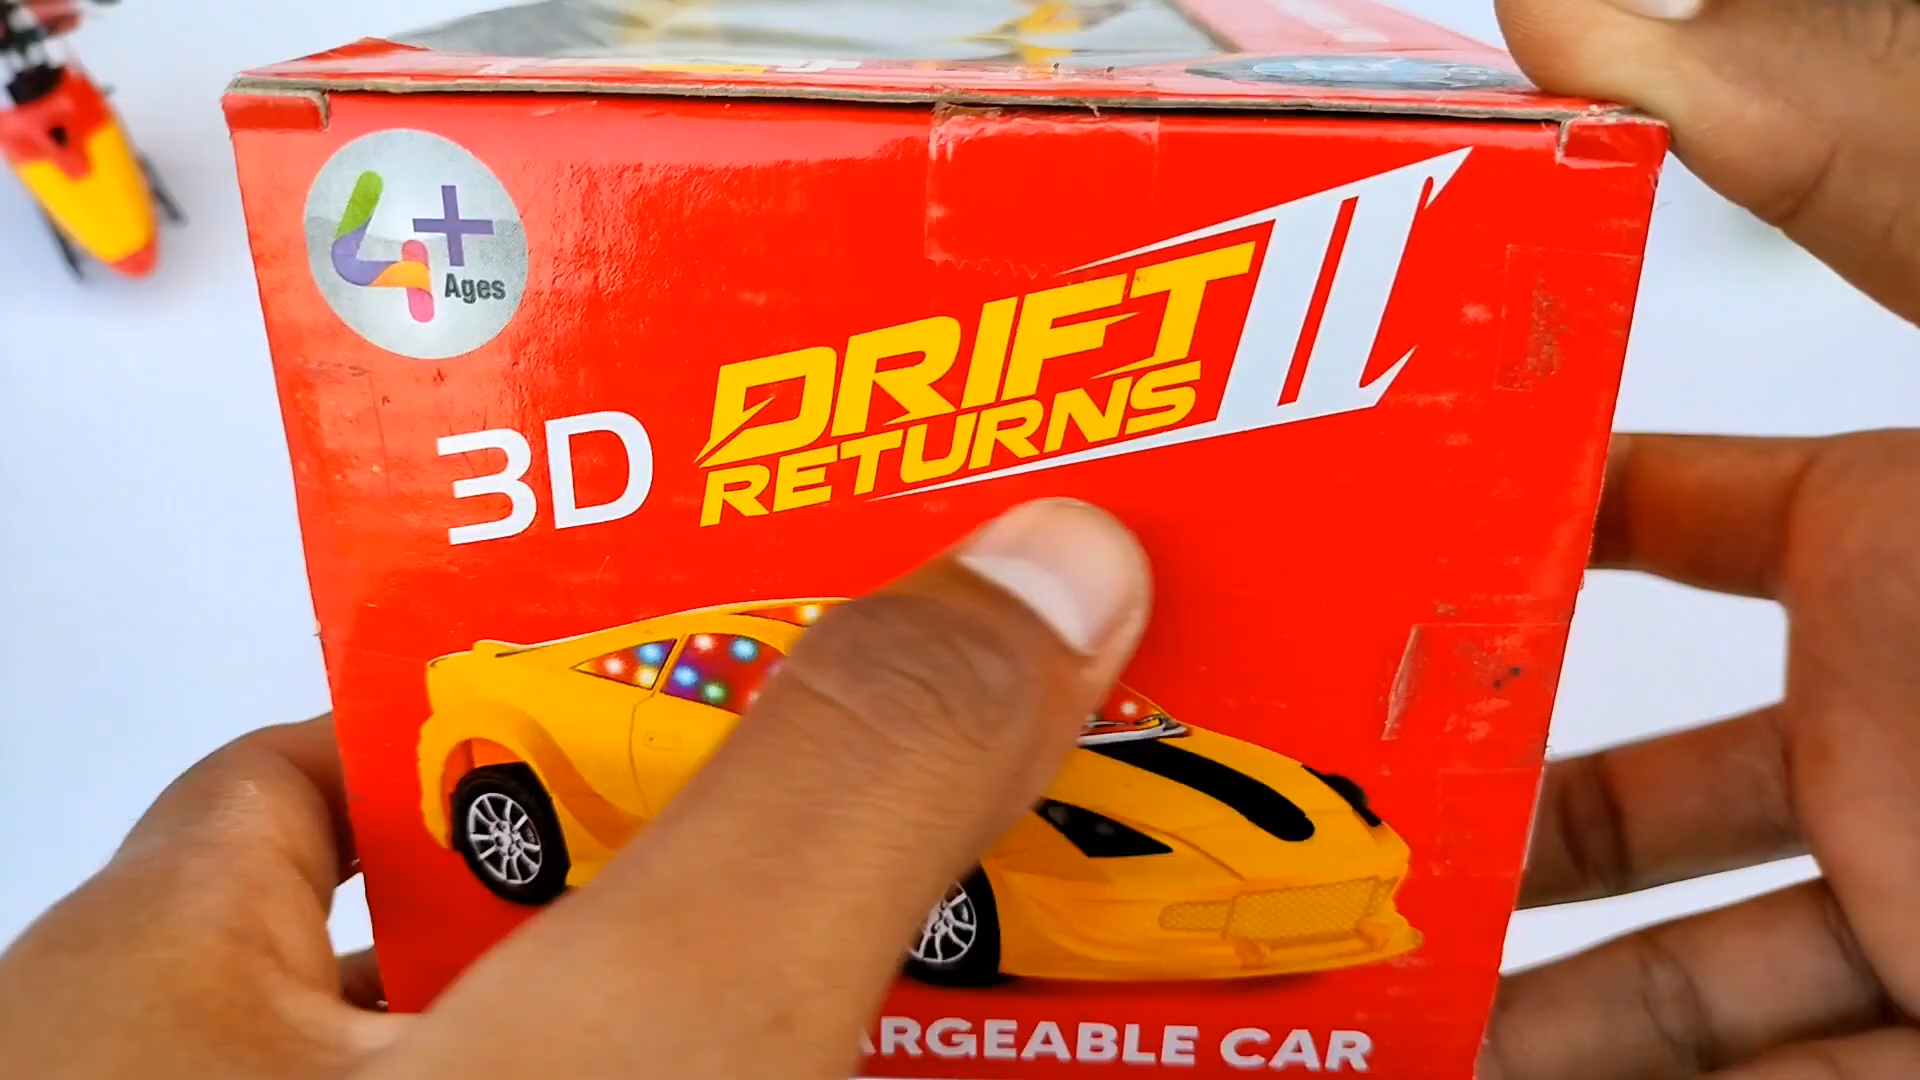 4+
Ages
3D
DRIFT II
RETURNS
ARGEABLE CAR